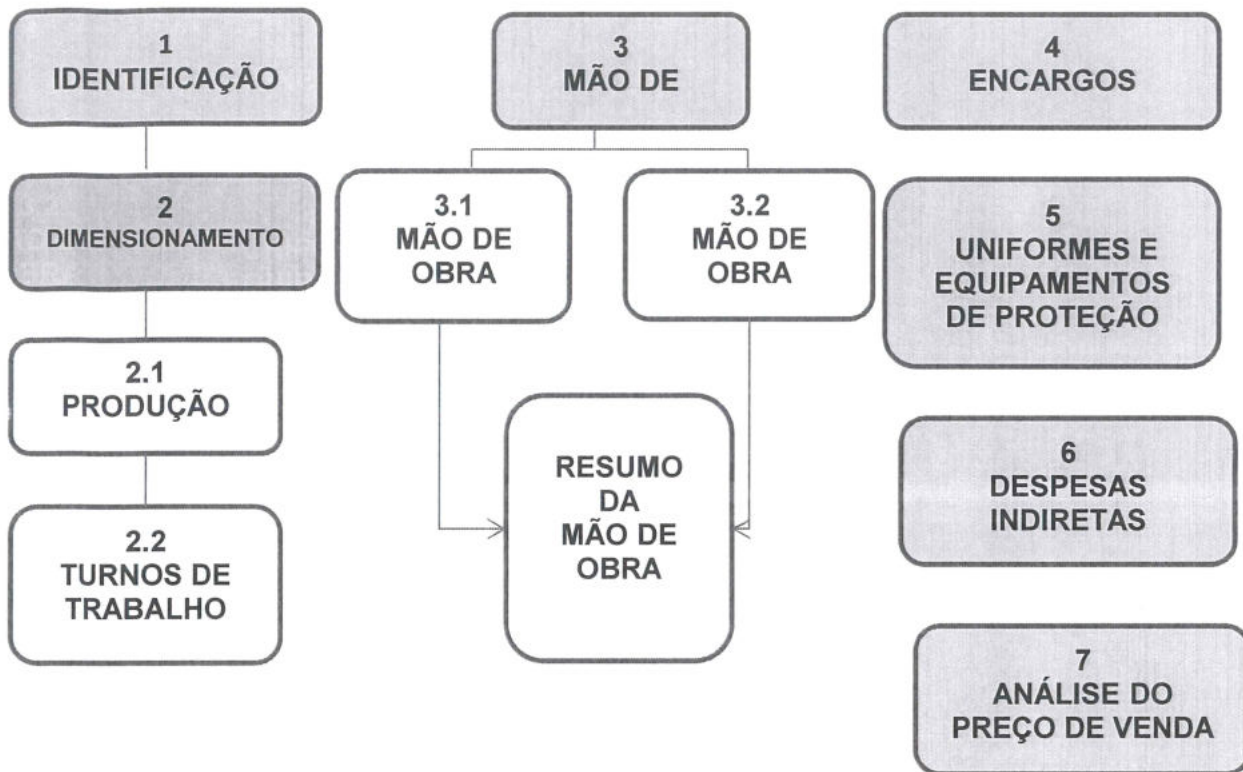 1
IDENTIFICAÇÃO
2
DIMENSIONAMENTO
2.1
PRODUÇÃO
2.2
TURNOS DE
TRABALHO
3
MÃO DE
3.1
MÃO DE
OBRA
3.2
MÃO DE
OBRA
RESUMO
DA
MÃO DE
OBRA
4
ENCARGOS
5
UNIFORMES E
EQUIPAMENTOS
DE PROTEÇÃO
6
DESPESAS
INDIRETAS
7
ANÁLISE DO
PREÇO DE VENDA